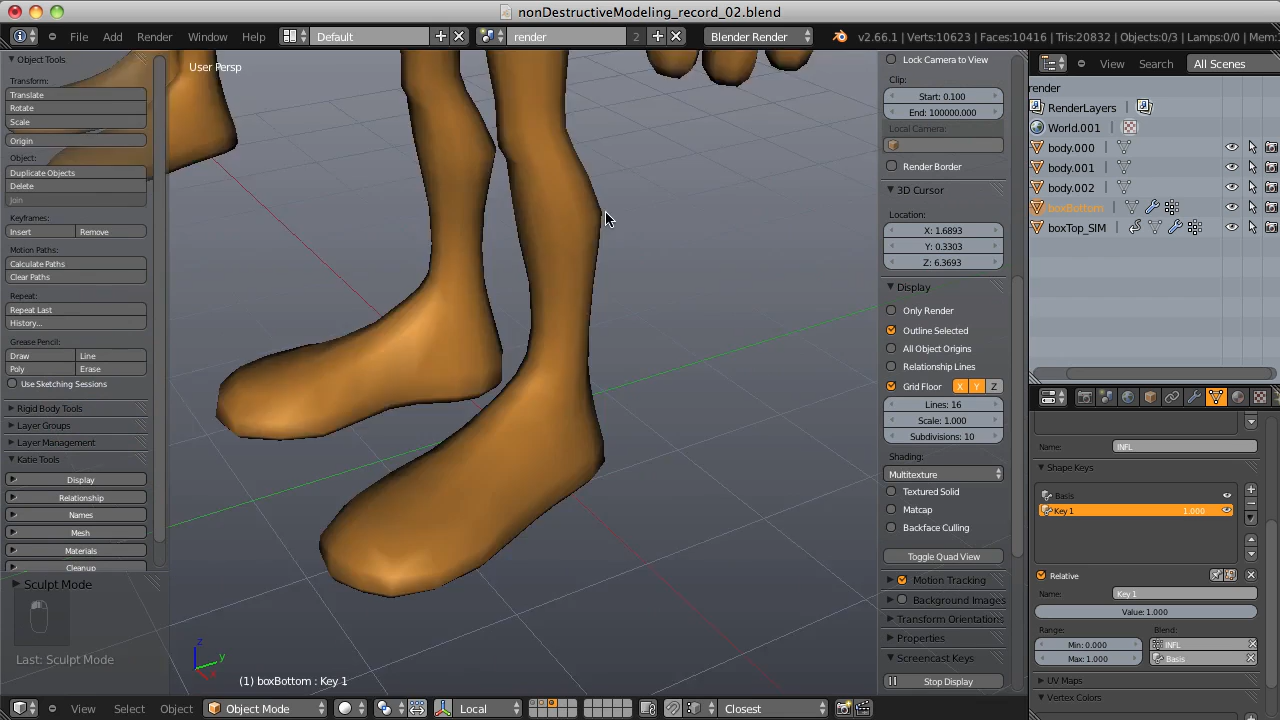 nonDestructiveModeling_record_02.blend
File Add Render Window Help Default render 2 Blender Render v2.66.1 | Verts:10623 | Faces:10416 | Tris:20832 | Objects:0/3 | Lamps:0/0 | Mem:
Object Tools
Transform:
Translate
Rotate
Scale
Origin
Object:
Duplicate Objects
Delete
Join
Keyframes:
Insert Remove
Motion Paths:
Calculate Paths
Clear Paths
Repeat:
Repeat Last
History...
Grease Pencil:
Draw Line
Poly Erase
Use Sketching Sessions
Rigid Body Tools
Layer Groups
Layer Management
Katie Tools
Display
Relationship
Names
Mesh
Materials
Cleanup
Sculpt Mode
Last: Sculpt Mode
User Persp
z
y
x
(1) boxBottom : Key 1
Lock Camera to View
Clip:
Start: 0.100
End: 100000.000
Local Camera:
Render Border
3D Cursor
Location:
X: 1.6893
Y: 0.3303
Z: 6.3693
Display
Only Render
Outline Selected
All Object Origins
Relationship Lines
Grid Floor X Y Z
Lines: 16
Scale: 1.000
Subdivisions: 10
Shading:
Multitexture
Textured Solid
Matcap
Backface Culling
Toggle Quad View
Motion Tracking
Background Images
Transform Orientations
Properties
Screencast Keys
Stop Display
View Search All Scenes
render
RenderLayers
World.001
body.000
body.001
body.002
boxBottom
boxTop_SIM
Name: INFL
Shape Keys
Basis
Key 1 1.000
Relative
Name: Key 1
Value: 1.000
Range: Blend:
Min: 0.000 INFL
Max: 1.000 Basis
UV Maps
Vertex Colors
View Select Object Object Mode Local Closest